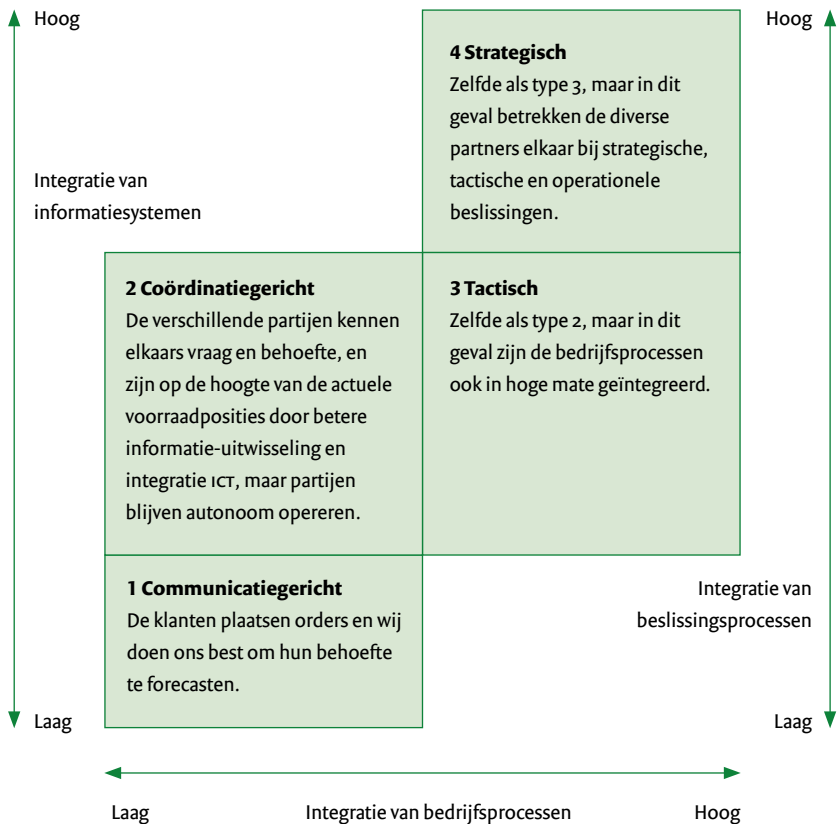 Hoog
Hoog
4 Strategisch
Zelfde als type 3, maar in dit
geval betrekken de diverse
partners elkaar bij strategische,
tactische en operationele
beslissingen.
Integratie van
informatiesystemen
2 Coördinatiegericht
De verschillende partijen kennen
elkaars vraag en behoefte, en
zijn op de hoogte van de actuele
voorraadposities door betere
informatie-uitwisseling en
integratie ICT, maar partijen
blijven autonoom opereren.
3 Tactisch
Zelfde als type 2, maar in dit
geval zijn de bedrijfsprocessen
ook in hoge mate geïntegreerd.
1 Communicatiegericht
De klanten plaatsen orders en wij
doen ons best om hun behoefte
te forecasten.
Integratie van
beslissingsprocessen
Laag
Laag
Laag
Integratie van bedrijfsprocessen
Hoog